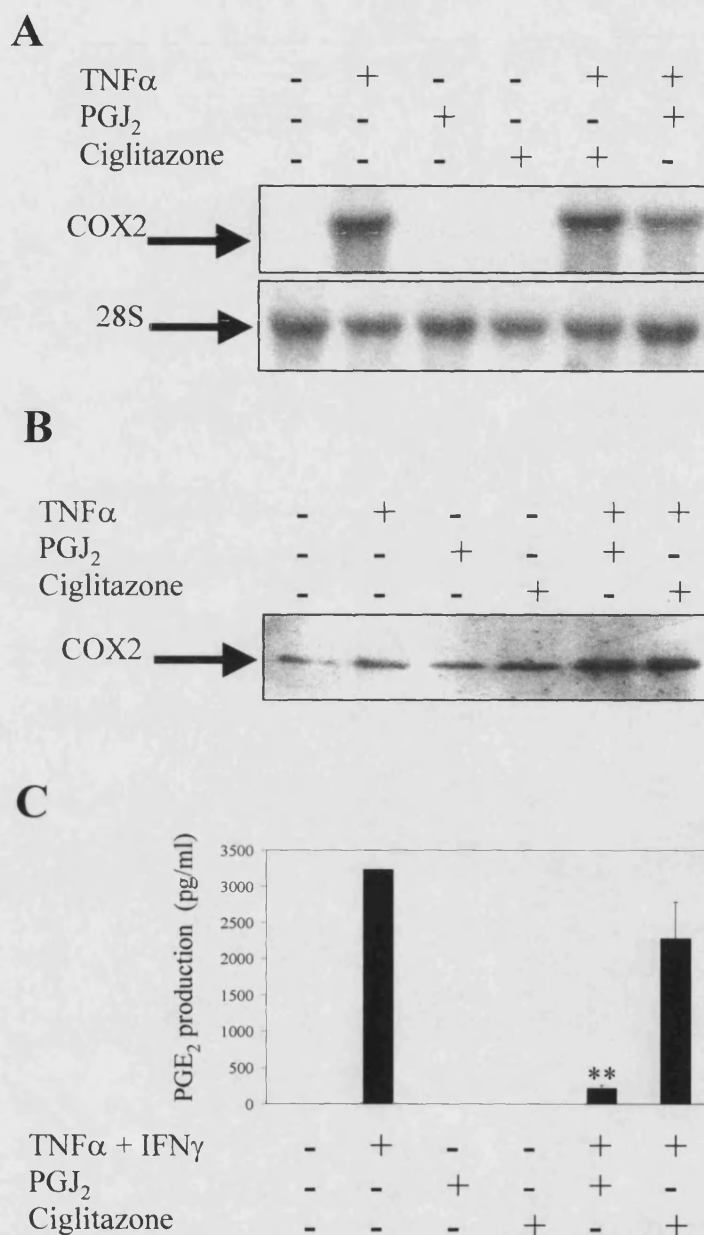 A
TNFα - + - - + +
PGJ₂ - - + - - +
Ciglitazone - - - + + -
COX2
28S
B
TNFα - + - - + +
PGJ₂ - - + - + -
Ciglitazone - - - + - +
COX2
C
PGE₂ production (pg/ml)
3500
3000
2500
2000
1500
1000
500
0
**
TNFα + IFNγ - + - - + +
PGJ₂ - - + - + -
Ciglitazone - - - + - +